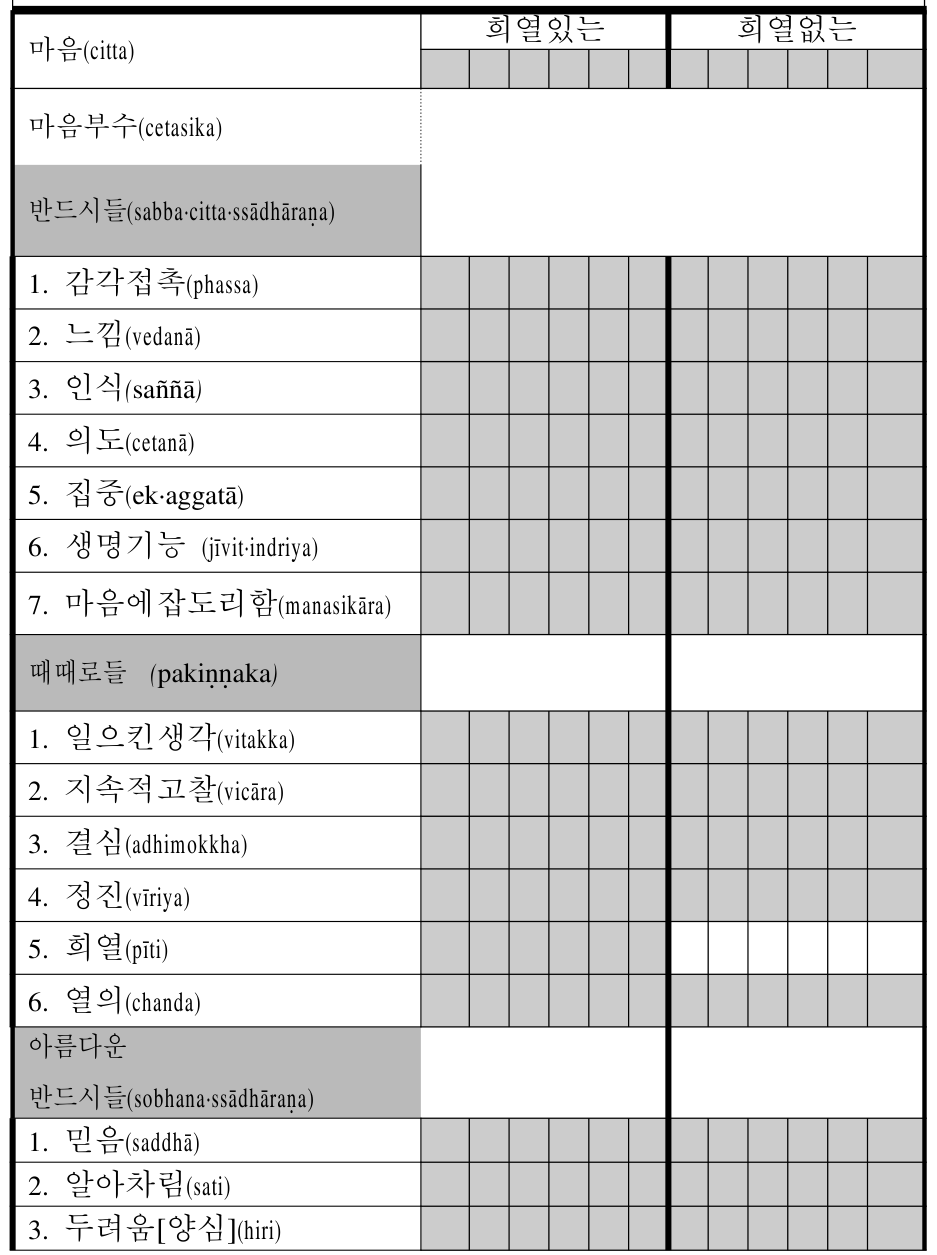 희열있는 희열없는
마음(citta)
마음부수(cetasika)
반드시들(sabba·citta·ssādhāraṇa)
1. 감각접촉(phassa)
2. 느낌(vedanā)
3. 인식(saññā)
4. 의도(cetanā)
5. 집중(ek·aggatā)
6. 생명기능 (jīvit·indriya)
7. 마음에잡도리함(manasikāra)
때때로들 (pakiṇṇaka)
1. 일으킨생각(vitakka)
2. 지속적고찰(vicāra)
3. 결심(adhimokkha)
4. 정진(vīriya)
5. 희열(pīti)
6. 열의(chanda)
아름다운
반드시들(sobhana·ssādhāraṇa)
1. 믿음(saddhā)
2. 알아차림(sati)
3. 두려움[양심](hiri)